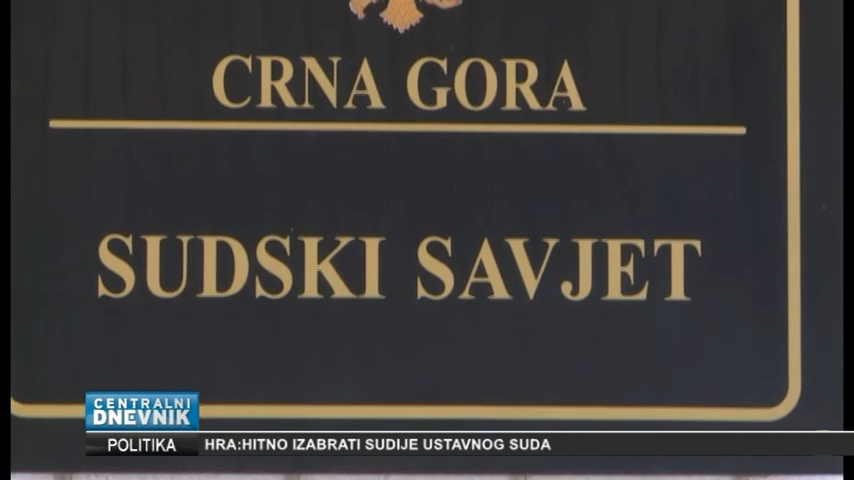 CRNA GORA
SUDSKI SAVJET
CENTRALNI
DNEVNIK
POLITIKA
HRA:HITNO IZABRATI SUDIJE USTAVNOG SUDA